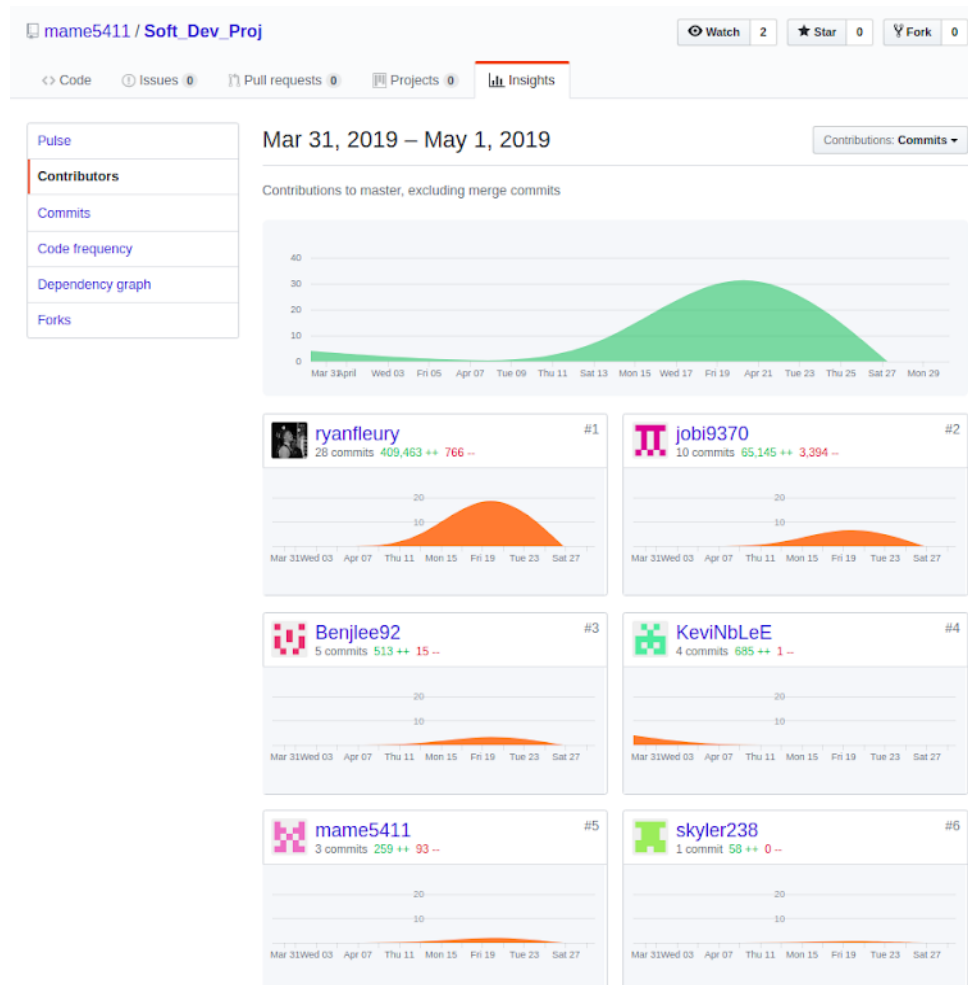 mame5411 / Soft_Dev_Proj
Watch 2 Star 0 Fork 0
<> Code Issues 0 Pull requests 0 Projects 0 Insights
Pulse
Contributors
Commits
Code frequency
Dependency graph
Forks
Mar 31, 2019 – May 1, 2019
Contributions: Commits
Contributions to master, excluding merge commits
40
30
20
10
0
Mar 31 April Wed 03 Fri 05 Apr 07 Tue 09 Thu 11 Sat 13 Mon 15 Wed 17 Fri 19 Apr 21 Tue 23 Thu 25 Sat 27 Mon 29
ryanfleury #1
28 commits 409,463 ++ 766 --
20
10
Mar 31 Wed 03 Apr 07 Thu 11 Mon 15 Fri 19 Tue 23 Sat 27
jobi9370 #2
10 commits 65,145 ++ 3,394 --
20
10
Mar 31 Wed 03 Apr 07 Thu 11 Mon 15 Fri 19 Tue 23 Sat 27
Benjlee92 #3
5 commits 513 ++ 15 --
20
10
Mar 31 Wed 03 Apr 07 Thu 11 Mon 15 Fri 19 Tue 23 Sat 27
KeviNbLeE #4
4 commits 685 ++ 1 --
20
10
Mar 31 Wed 03 Apr 07 Thu 11 Mon 15 Fri 19 Tue 23 Sat 27
mame5411 #5
3 commits 259 ++ 93 --
20
10
Mar 31 Wed 03 Apr 07 Thu 11 Mon 15 Fri 19 Tue 23 Sat 27
skyler238 #6
1 commit 58 ++ 0 --
20
10
Mar 31 Wed 03 Apr 07 Thu 11 Mon 15 Fri 19 Tue 23 Sat 27